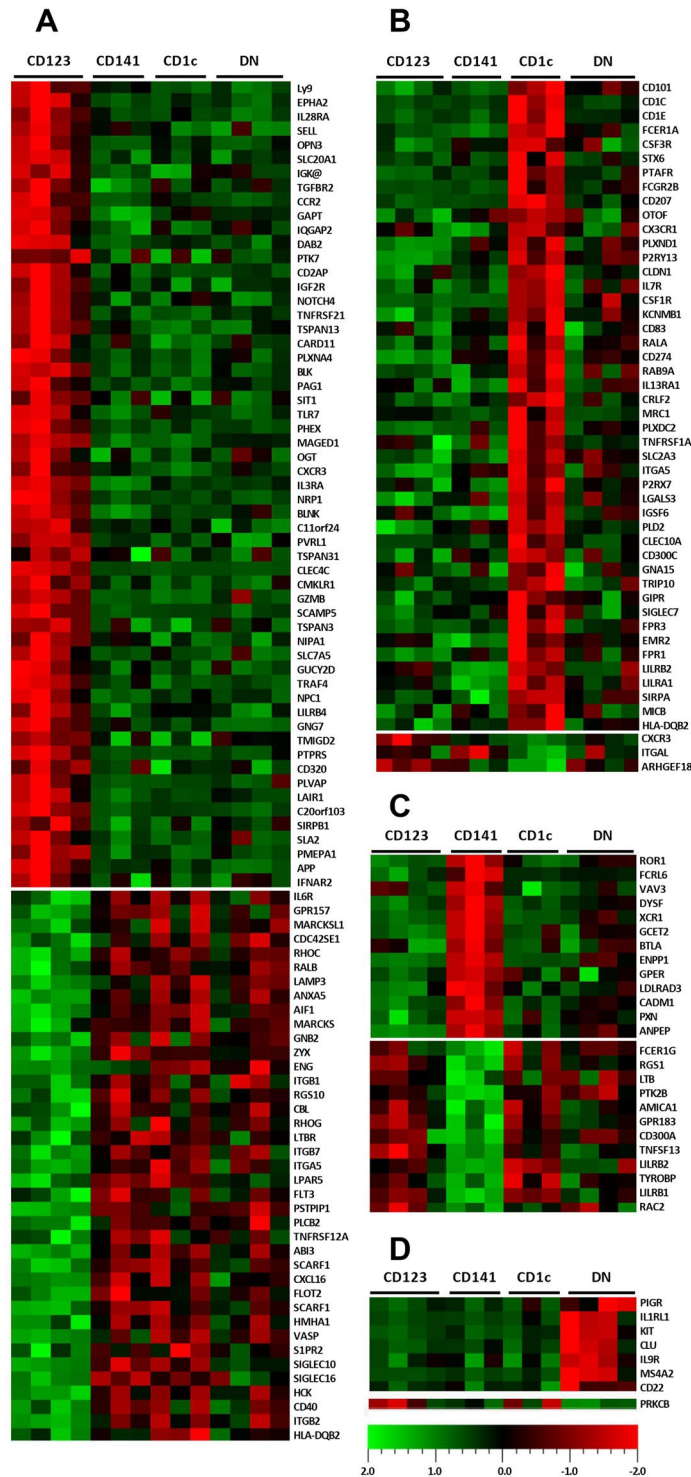 A
CD123 CD141 CD1c DN
Ly9
EPHA2
IL28RA
SELL
OPN3
SLC20A1
IGK@
TGFBR2
CCR2
GAPT
IQGAP2
DAB2
PTK7
CD2AP
IGF2R
NOTCH4
TNFRSF21
TSPAN13
CARD11
PLXNA4
BLK
PAG1
SIT1
TLR7
PHEX
MAGED1
OGT
CXCR3
IL3RA
NRP1
BLNK
C11orf24
PVRL1
TSPAN31
CLEC4C
CMKLR1
GZMB
SCAMP5
TSPAN3
NIPA1
SLC7A5
GUCY2D
TRAF4
NPC1
LILRB4
GNG7
TMIGD2
PTPRS
CD320
PLVAP
LAIR1
C20orf103
SIRPB1
SLA2
PMEPA1
APP
IFNAR2
IL6R
GPR157
MARCKSL1
CDC42SE1
RHOC
RALB
LAMP3
ANXA5
AIF1
MARCKS
GNB2
ZYX
ENG
ITGB1
RGS10
CBL
RHOG
LTBR
ITGB7
ITGA5
LPAR5
FLT3
PSTPIP1
PLCB2
TNFRSF12A
ABI3
SCARF1
CXCL16
FLOT2
SCARF1
HMHA1
VASP
S1PR2
SIGLEC10
SIGLEC16
HCK
CD40
ITGB2
HLA-DQB2
B
CD123 CD141 CD1c DN
CD101
CD1C
CD1E
FCER1A
CSF3R
STX6
PTAFR
FCGR2B
CD207
OTOF
CX3CR1
PLXND1
P2RY13
CLDN1
IL7R
CSF1R
KCNMB1
CD83
RALA
CD274
RAB9A
IL13RA1
CRLF2
MRC1
PLXDC2
TNFRSF1A
SLC2A3
ITGA5
P2RX7
LGALS3
IGSF6
PLD2
CLEC10A
CD300C
GNA15
TRIP10
GIPR
SIGLEC7
FPR3
EMR2
FPR1
LILRB2
LILRA1
SIRPA
MICB
HLA-DQB2
CXCR3
ITGAL
ARHGEF18
C
CD123 CD141 CD1c DN
ROR1
FCRL6
VAV3
DYSF
XCR1
GCET2
BTLA
ENPP1
GPER
LDLRAD3
CADM1
PXN
ANPEP
FCER1G
RGS1
LTB
PTK2B
AMICA1
GPR183
CD300A
TNFSF13
LILRB2
TYROBP
LILRB1
RAC2
D
CD123 CD141 CD1c DN
PIGR
IL1RL1
KIT
CLU
IL9R
MS4A2
CD22
PRKCB
2.0 1.0 0.0 -1.0 -2.0